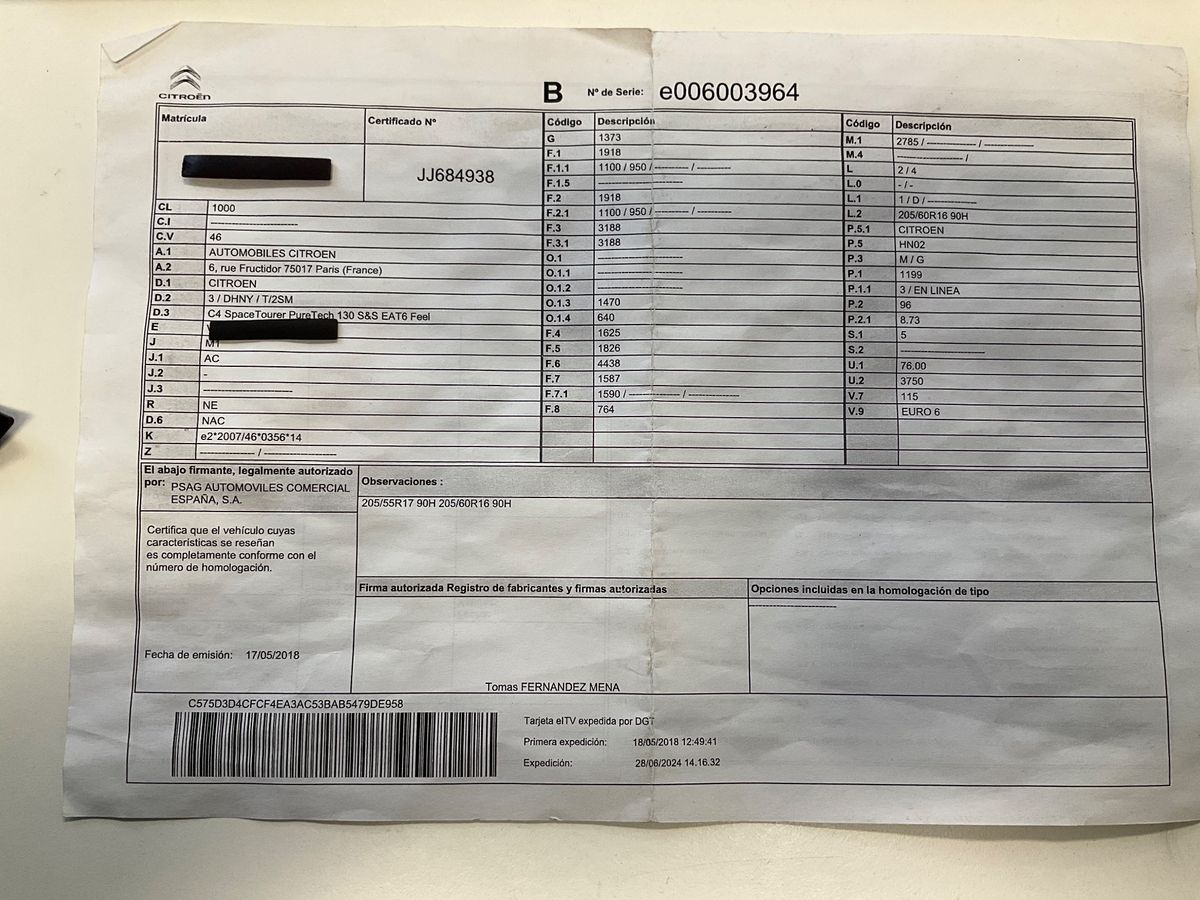 CITROËN
B Nº de Serie: e006003964
Matrícula
Certificado Nº
JJ684938
CL 1000
C.I --------------------------
C.V 46
A.1 AUTOMOBILES CITROEN
A.2 6, rue Fructidor 75017 Paris (France)
D.1 CITROEN
D.2 3 / DHNY / T/2SM
D.3 C4 SpaceTourer PureTech 130 S&S EAT6 Feel
E
J M1
J.1 AC
J.2 -
J.3 --------------------------
R NE
D.6 NAC
K e2*2007/46*0356*14
Z ---------------- / ---------------------
Código Descripción
G 1373
F.1 1918
F.1.1 1100 / 950 / ---------- / ----------
F.1.5 -------------------------
F.2 1918
F.2.1 1100 / 950 / ---------- / ----------
F.3 3188
F.3.1 3188
O.1 -------------------------
O.1.1 -------------------------
O.1.2 -------------------------
O.1.3 1470
O.1.4 640
F.4 1625
F.5 1826
F.6 4438
F.7 1587
F.7.1 1590 / --------------- / ---------------
F.8 764
Código Descripción
M.1 2785 / -------------- / --------------
M.4 -------------------- /
L 2 / 4
L.0 - / -
L.1 1 / D / --------------
L.2 205/60R16 90H
P.5.1 CITROEN
P.5 HN02
P.3 M / G
P.1 1199
P.1.1 3 / EN LINEA
P.2 96
P.2.1 8.73
S.1 5
S.2 -------------------------
U.1 76.00
U.2 3750
V.7 115
V.9 EURO 6
El abajo firmante, legalmente autorizado
por: PSAG AUTOMOVILES COMERCIAL
ESPAÑA, S.A.
Certifica que el vehículo cuyas
características se reseñan
es completamente conforme con el
número de homologación.
Fecha de emisión: 17/05/2018
Observaciones :
205/55R17 90H 205/60R16 90H
Firma autorizada Registro de fabricantes y firmas autorizadas
Tomas FERNANDEZ MENA
Opciones incluidas en la homologación de tipo
--------------------------
C575D3D4CFCF4EA3AC53BAB5479DE958
Tarjeta eITV expedida por DGT
Primera expedición: 18/05/2018 12:49:41
Expedición: 28/06/2024 14.16.32